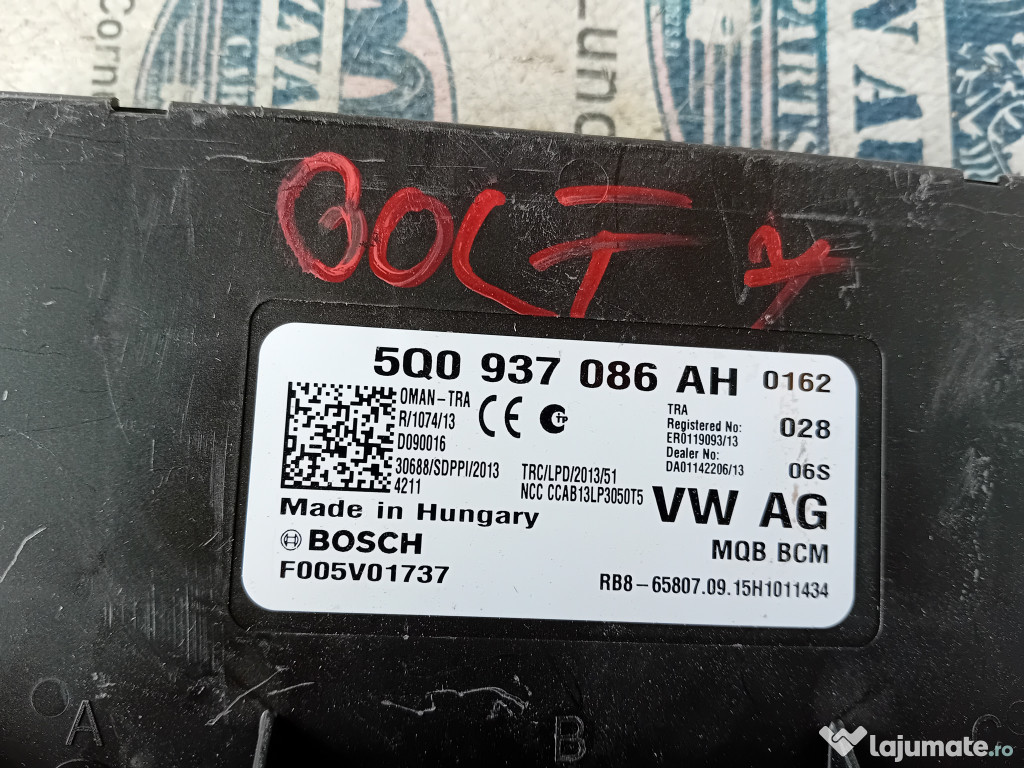 GOLF 7
5Q0 937 086 AH 0162
OMAN-TRA
R/1074/13
D090016
30688/SDPPI/2013
4211
CE
TRC/LPD/2013/51
NCC CCAB13LP3050T5
TRA
Registered No:
ER0119093/13
Dealer No:
DA01142206/13
028
06S
VW AG
Made in Hungary
BOSCH
MQB BCM
F005V01737
RB8-65807.09.15H1011434
A
B
C
lajumate.ro